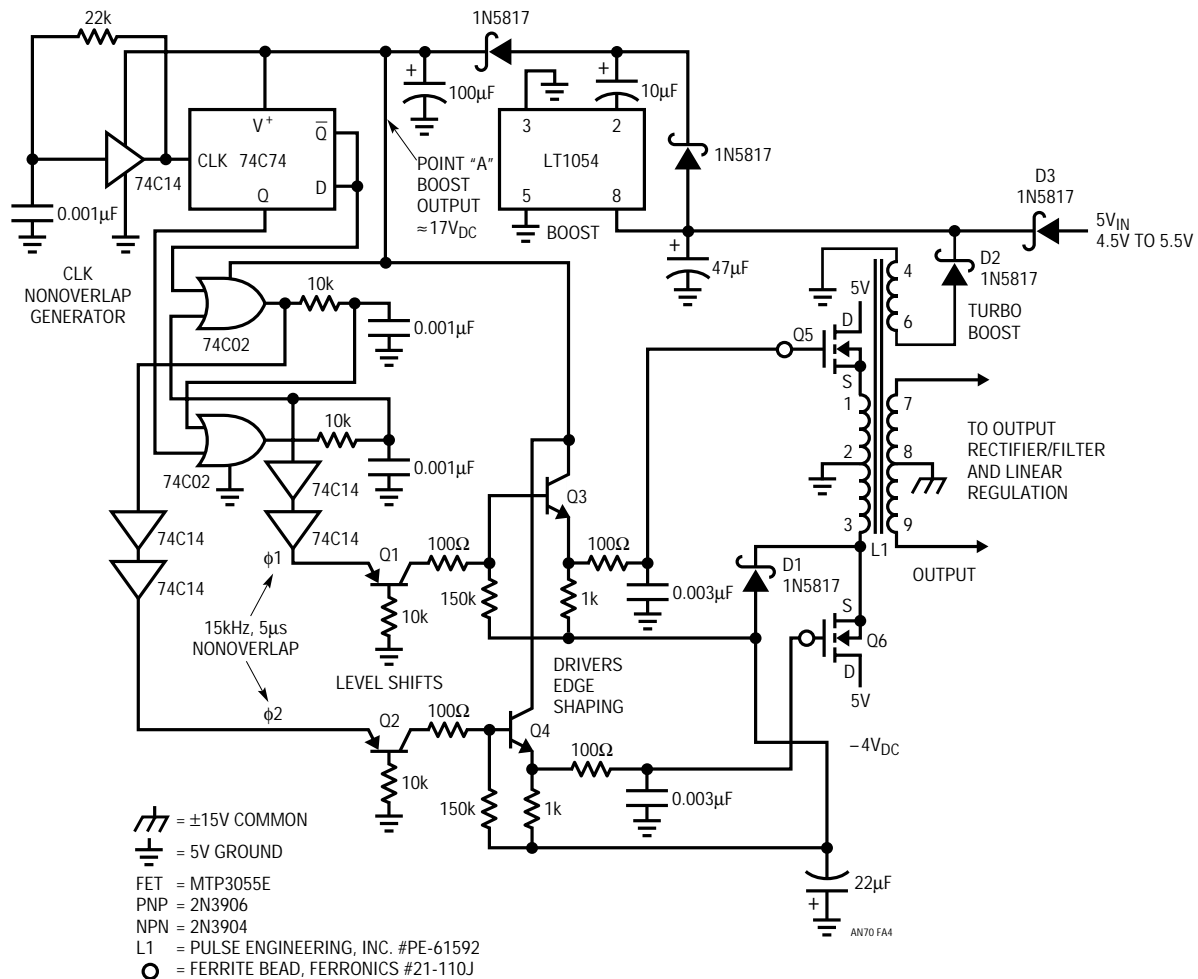 22k
1N5817
+
100µF
+
10µF
V+
Q̅
CLK 74C74
D
Q
74C14
0.001µF
3
2
LT1054
5
8
BOOST
1N5817
POINT "A"
BOOST
OUTPUT
≈17VDC
D3
1N5817
5VIN
4.5V TO 5.5V
+
47µF
D2
1N5817
TURBO
BOOST
CLK
NONOVERLAP
GENERATOR
10k
0.001µF
74C02
5V
4
6
Q5
D
S
1
2
3
7
8
9
TO OUTPUT
RECTIFIER/FILTER
AND LINEAR
REGULATION
10k
0.001µF
74C02
74C14
74C14
74C14
74C14
Q3
L1
OUTPUT
ϕ1
15kHz, 5µs
NONOVERLAP
ϕ2
Q1
100Ω
10k
150k
100Ω
1k
0.003µF
D1
1N5817
S
Q6
D
5V
LEVEL SHIFTS
DRIVERS
EDGE
SHAPING
Q2
100Ω
10k
Q4
100Ω
150k
1k
0.003µF
–4VDC
22µF
+
= ±15V COMMON
= 5V GROUND
FET = MTP3055E
PNP = 2N3906
NPN = 2N3904
L1 = PULSE ENGINEERING, INC. #PE-61592
= FERRITE BEAD, FERRONICS #21-110J
AN70 FA4